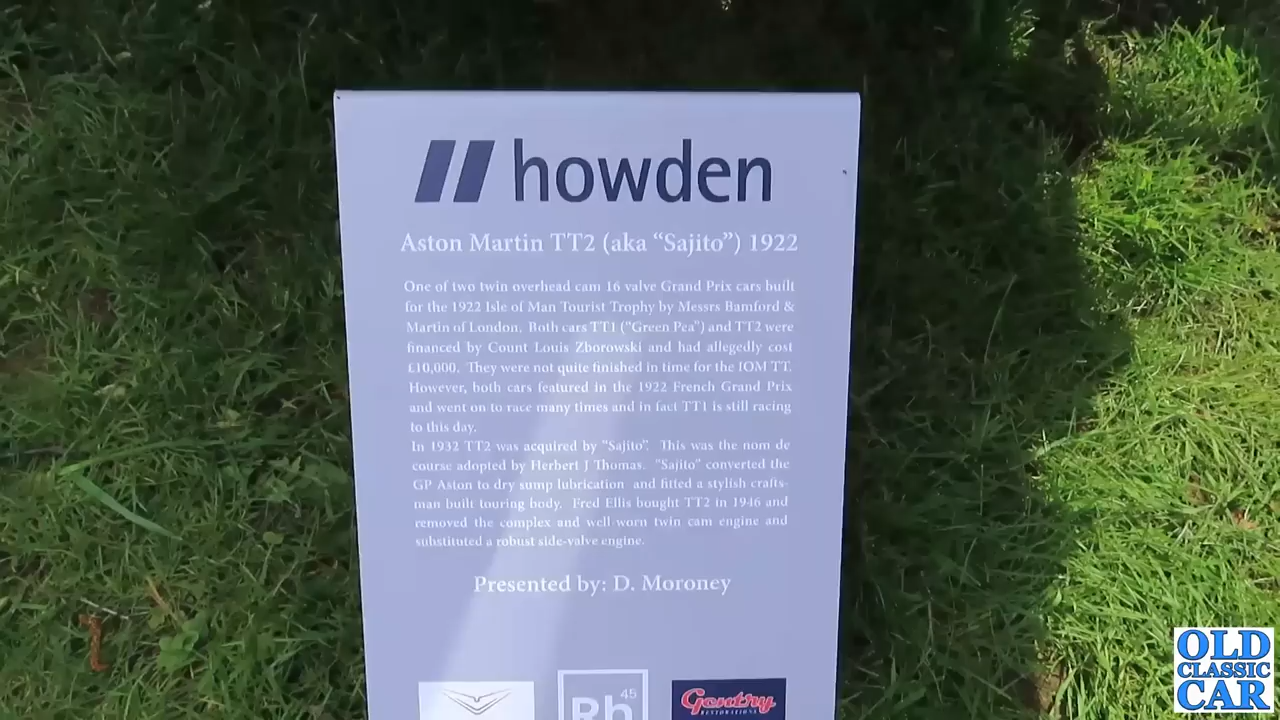 howden
Aston Martin TT2 (aka “Sajito”) 1922
One of two twin overhead cam 16 valve Grand Prix cars built
for the 1922 Isle of Man Tourist Trophy by Messrs Bamford &
Martin of London. Both cars TT1 ("Green Pea") and TT2 were
financed by Count Louis Zborowski and had allegedly cost
£10,000. They were not quite finished in time for the IOM TT.
However, both cars featured in the 1922 French Grand Prix
and went on to race many times and in fact TT1 is still racing
to this day.
In 1932 TT2 was acquired by "Sajito". This was the nom de
course adopted by Herbert J Thomas. "Sajito" converted the
GP Aston to dry sump lubrication and fitted a stylish crafts-
man built touring body. Fred Ellis bought TT2 in 1946 and
removed the complex and well worn twin cam engine and
substituted a robust side-valve engine.
Presented by: D. Moroney
45
Rh
Gentry
RESTORATIONS
OLD
CLASSIC
CAR